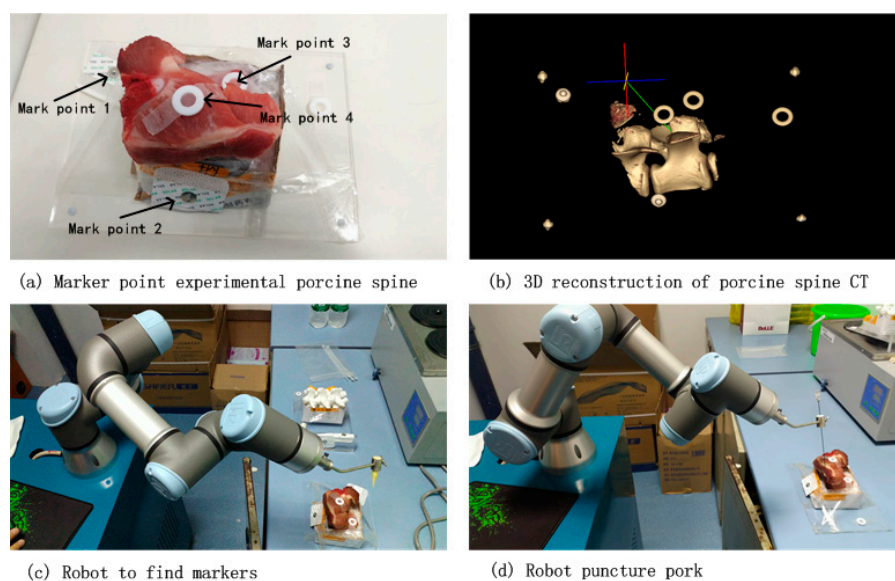 Mark point 3
Mark point 1
Mark point 4
Mark point 2
(a) Marker point experimental porcine spine
(b) 3D reconstruction of porcine spine CT
(c) Robot to find markers
(d) Robot puncture pork